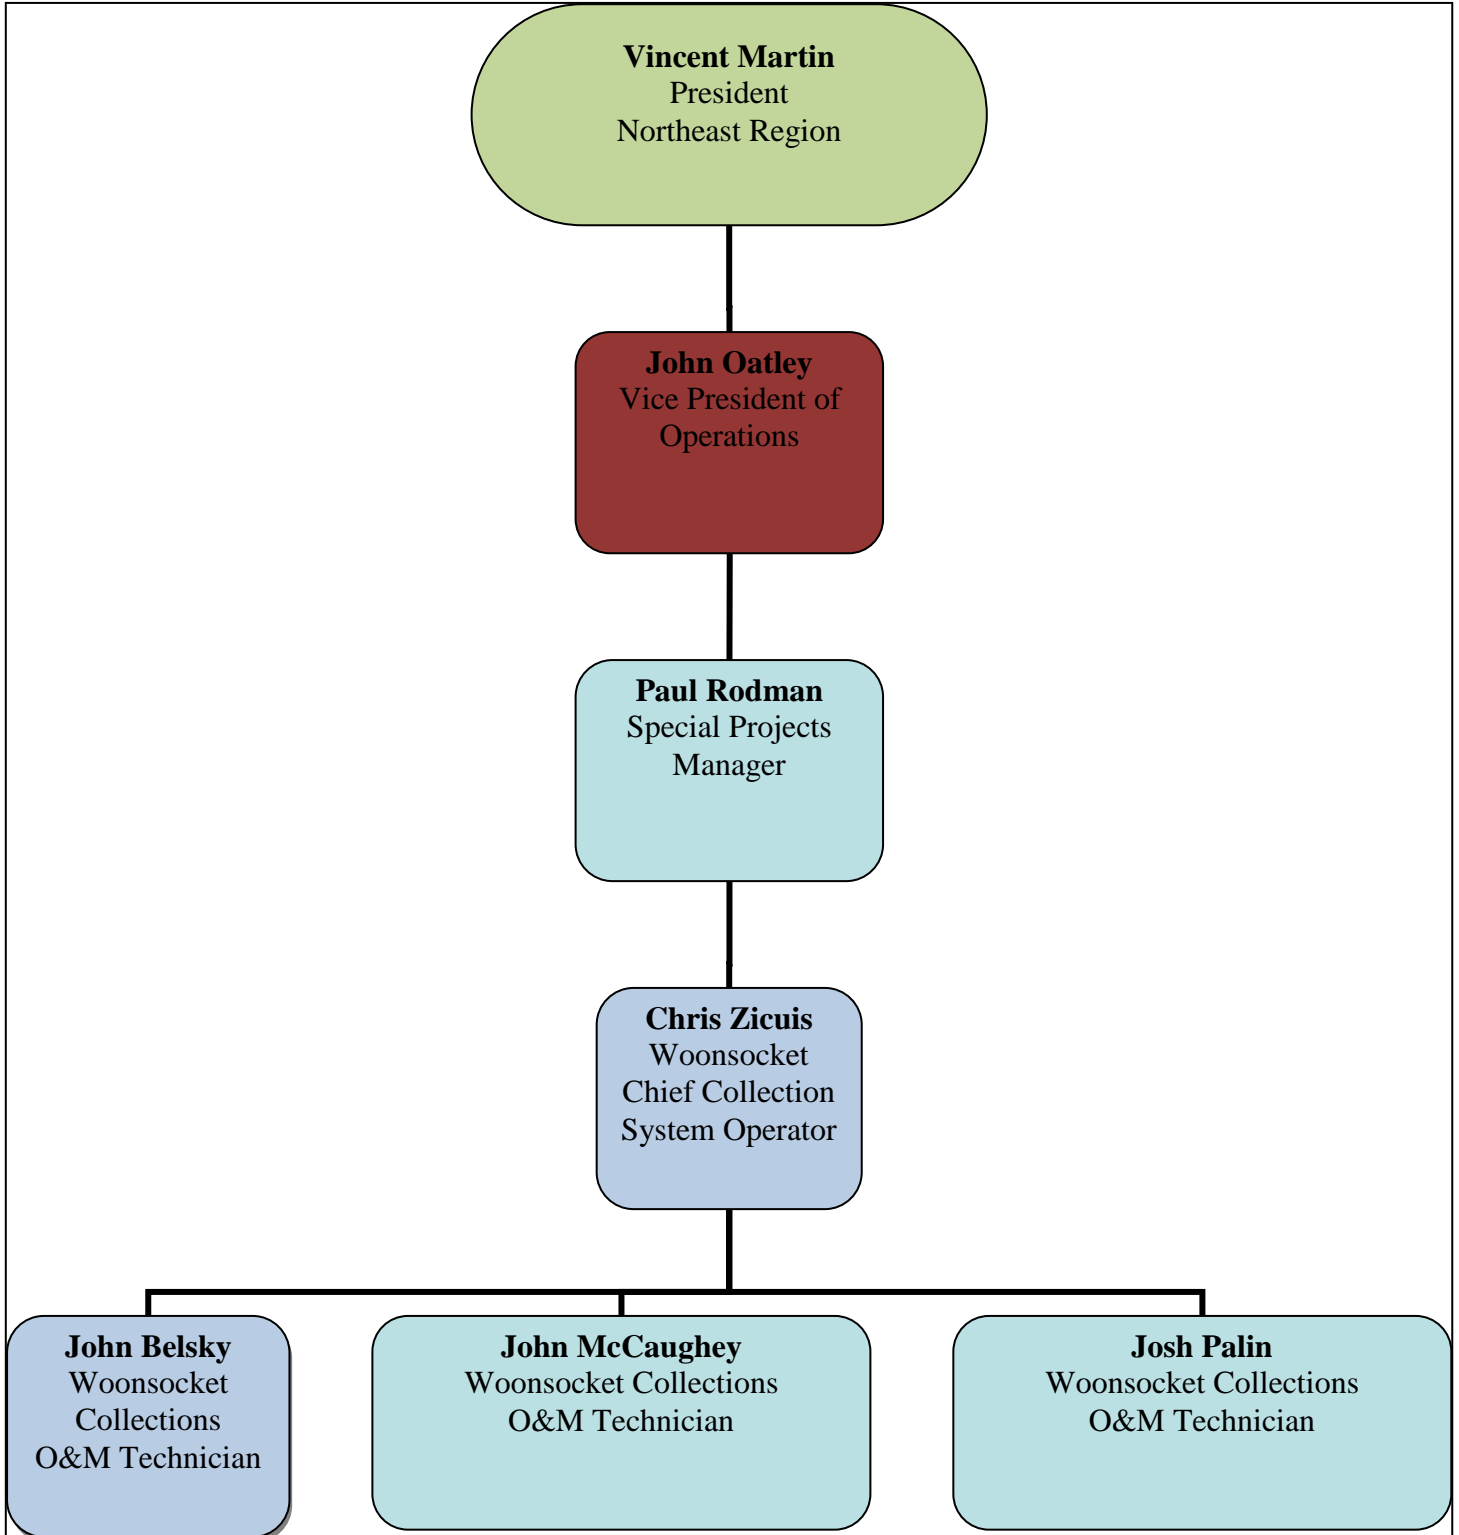 Vincent Martin
President
Northeast Region
John Oatley
Vice President of
Operations
Paul Rodman
Special Projects
Manager
Chris Zicuis
Woonsocket
Chief Collection
System Operator
John Belsky
Woonsocket
Collections
O&M Technician
John McCaughey
Woonsocket Collections
O&M Technician
Josh Palin
Woonsocket Collections
O&M Technician